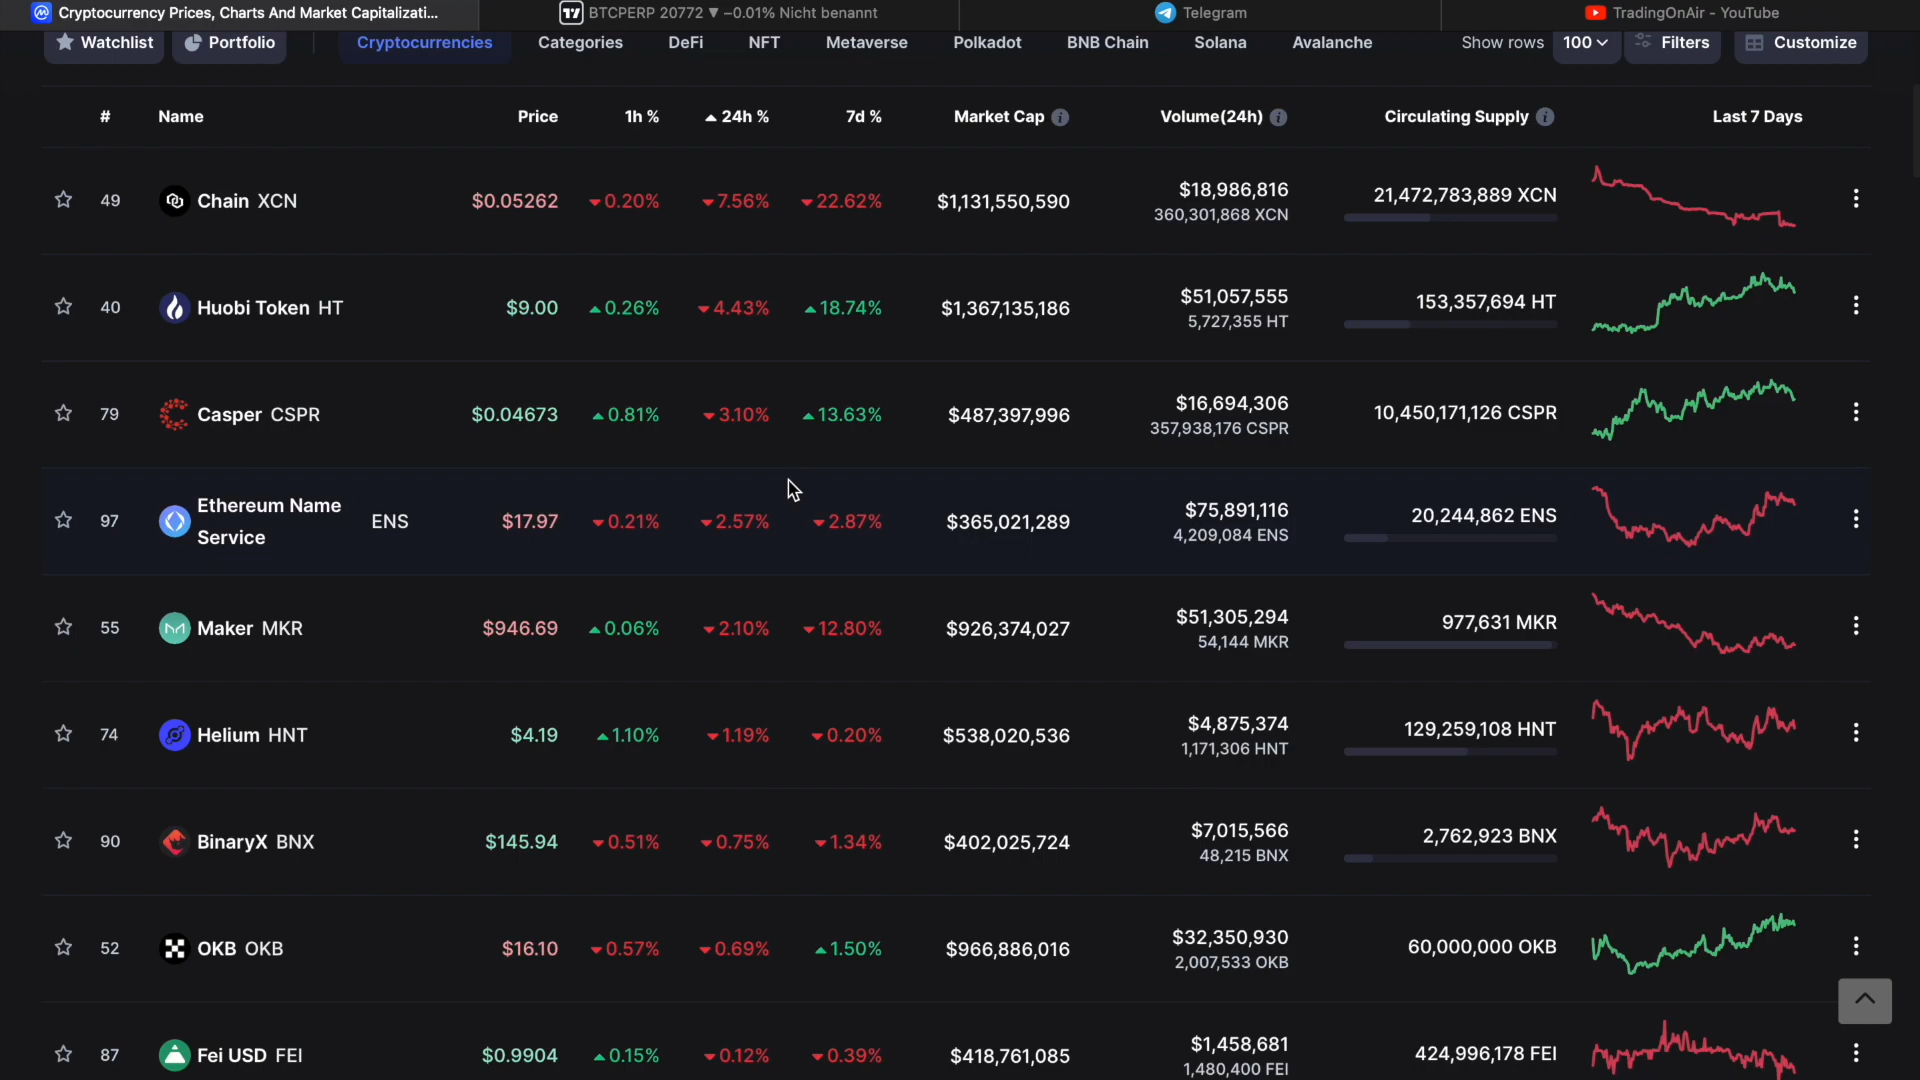 Cryptocurrency Prices, Charts And Market Capitalizati...
BTCPERP 20772 ▼ −0.01% Nicht benannt
Telegram
TradingOnAir - YouTube
Watchlist
Portfolio
Cryptocurrencies
Categories
DeFi
NFT
Metaverse
Polkadot
BNB Chain
Solana
Avalanche
Show rows
100
Filters
Customize
# Name Price 1h % 24h % 7d % Market Cap Volume(24h) Circulating Supply Last 7 Days
49 Chain XCN $0.05262 0.20% 7.56% 22.62% $1,131,550,590 $18,986,816 21,472,783,889 XCN
360,301,868 XCN
40 Huobi Token HT $9.00 0.26% 4.43% 18.74% $1,367,135,186 $51,057,555 153,357,694 HT
5,727,355 HT
79 Casper CSPR $0.04673 0.81% 3.10% 13.63% $487,397,996 $16,694,306 10,450,171,126 CSPR
357,938,176 CSPR
97 Ethereum Name Service ENS $17.97 0.21% 2.57% 2.87% $365,021,289 $75,891,116 20,244,862 ENS
4,209,084 ENS
55 Maker MKR $946.69 0.06% 2.10% 12.80% $926,374,027 $51,305,294 977,631 MKR
54,144 MKR
74 Helium HNT $4.19 1.10% 1.19% 0.20% $538,020,536 $4,875,374 129,259,108 HNT
1,171,306 HNT
90 BinaryX BNX $145.94 0.51% 0.75% 1.34% $402,025,724 $7,015,566 2,762,923 BNX
48,215 BNX
52 OKB OKB $16.10 0.57% 0.69% 1.50% $966,886,016 $32,350,930 60,000,000 OKB
2,007,533 OKB
87 Fei USD FEI $0.9904 0.15% 0.12% 0.39% $418,761,085 $1,458,681 424,996,178 FEI
1,480,400 FEI